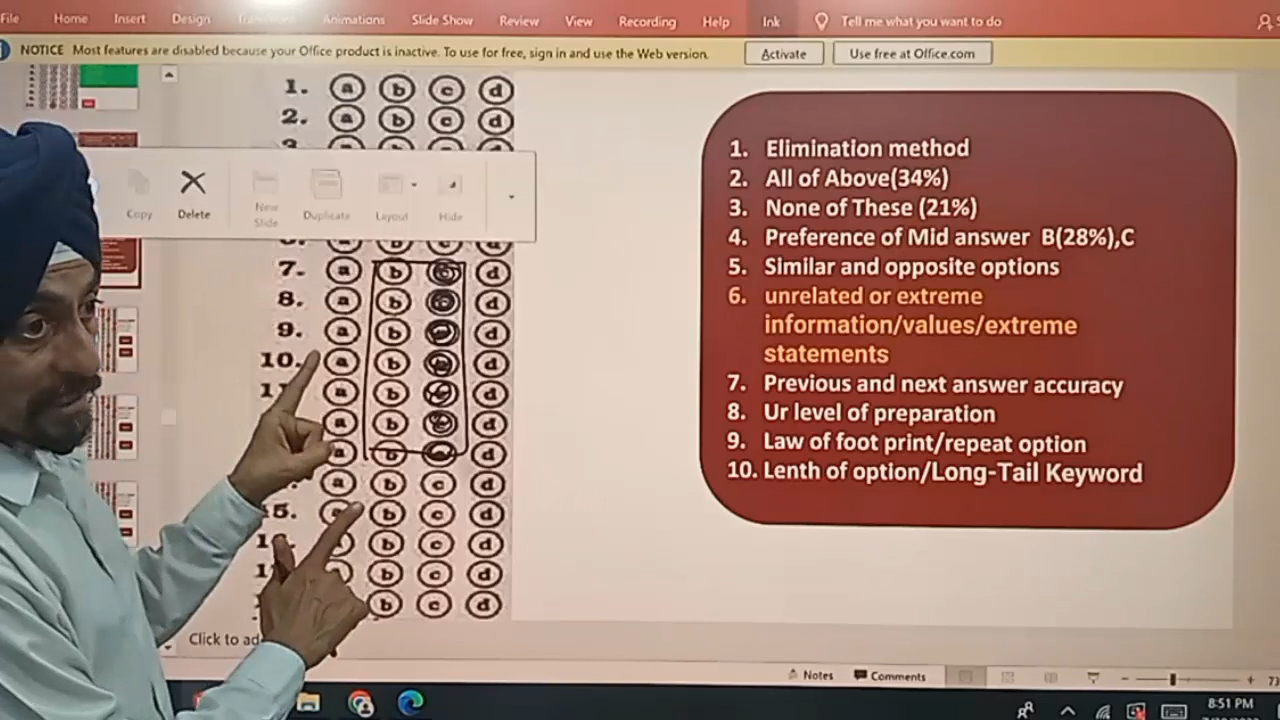 File Home Insert Design Transitions Animations Slide Show Review View Recording Help Ink Tell me what you want to do
NOTICE Most features are disabled because your Office product is inactive. To use for free, sign in and use the Web version. Activate Use free at Office.com
1. a b c d
2. a b c d
Copy Delete New Slide Duplicate Layout Hide
7. a b d
8. a b d
9. a b d
10. a b d
a b d
a b d
a b d
a b c d
15. a b c d
b c d
b c d
b c d
1. Elimination method
2. All of Above(34%)
3. None of These (21%)
4. Preference of Mid answer B(28%),C
5. Similar and opposite options
6. unrelated or extreme
information/values/extreme
statements
7. Previous and next answer accuracy
8. Ur level of preparation
9. Law of foot print/repeat option
10. Lenth of option/Long-Tail Keyword
Click to ad
Notes Comments
8:51 PM